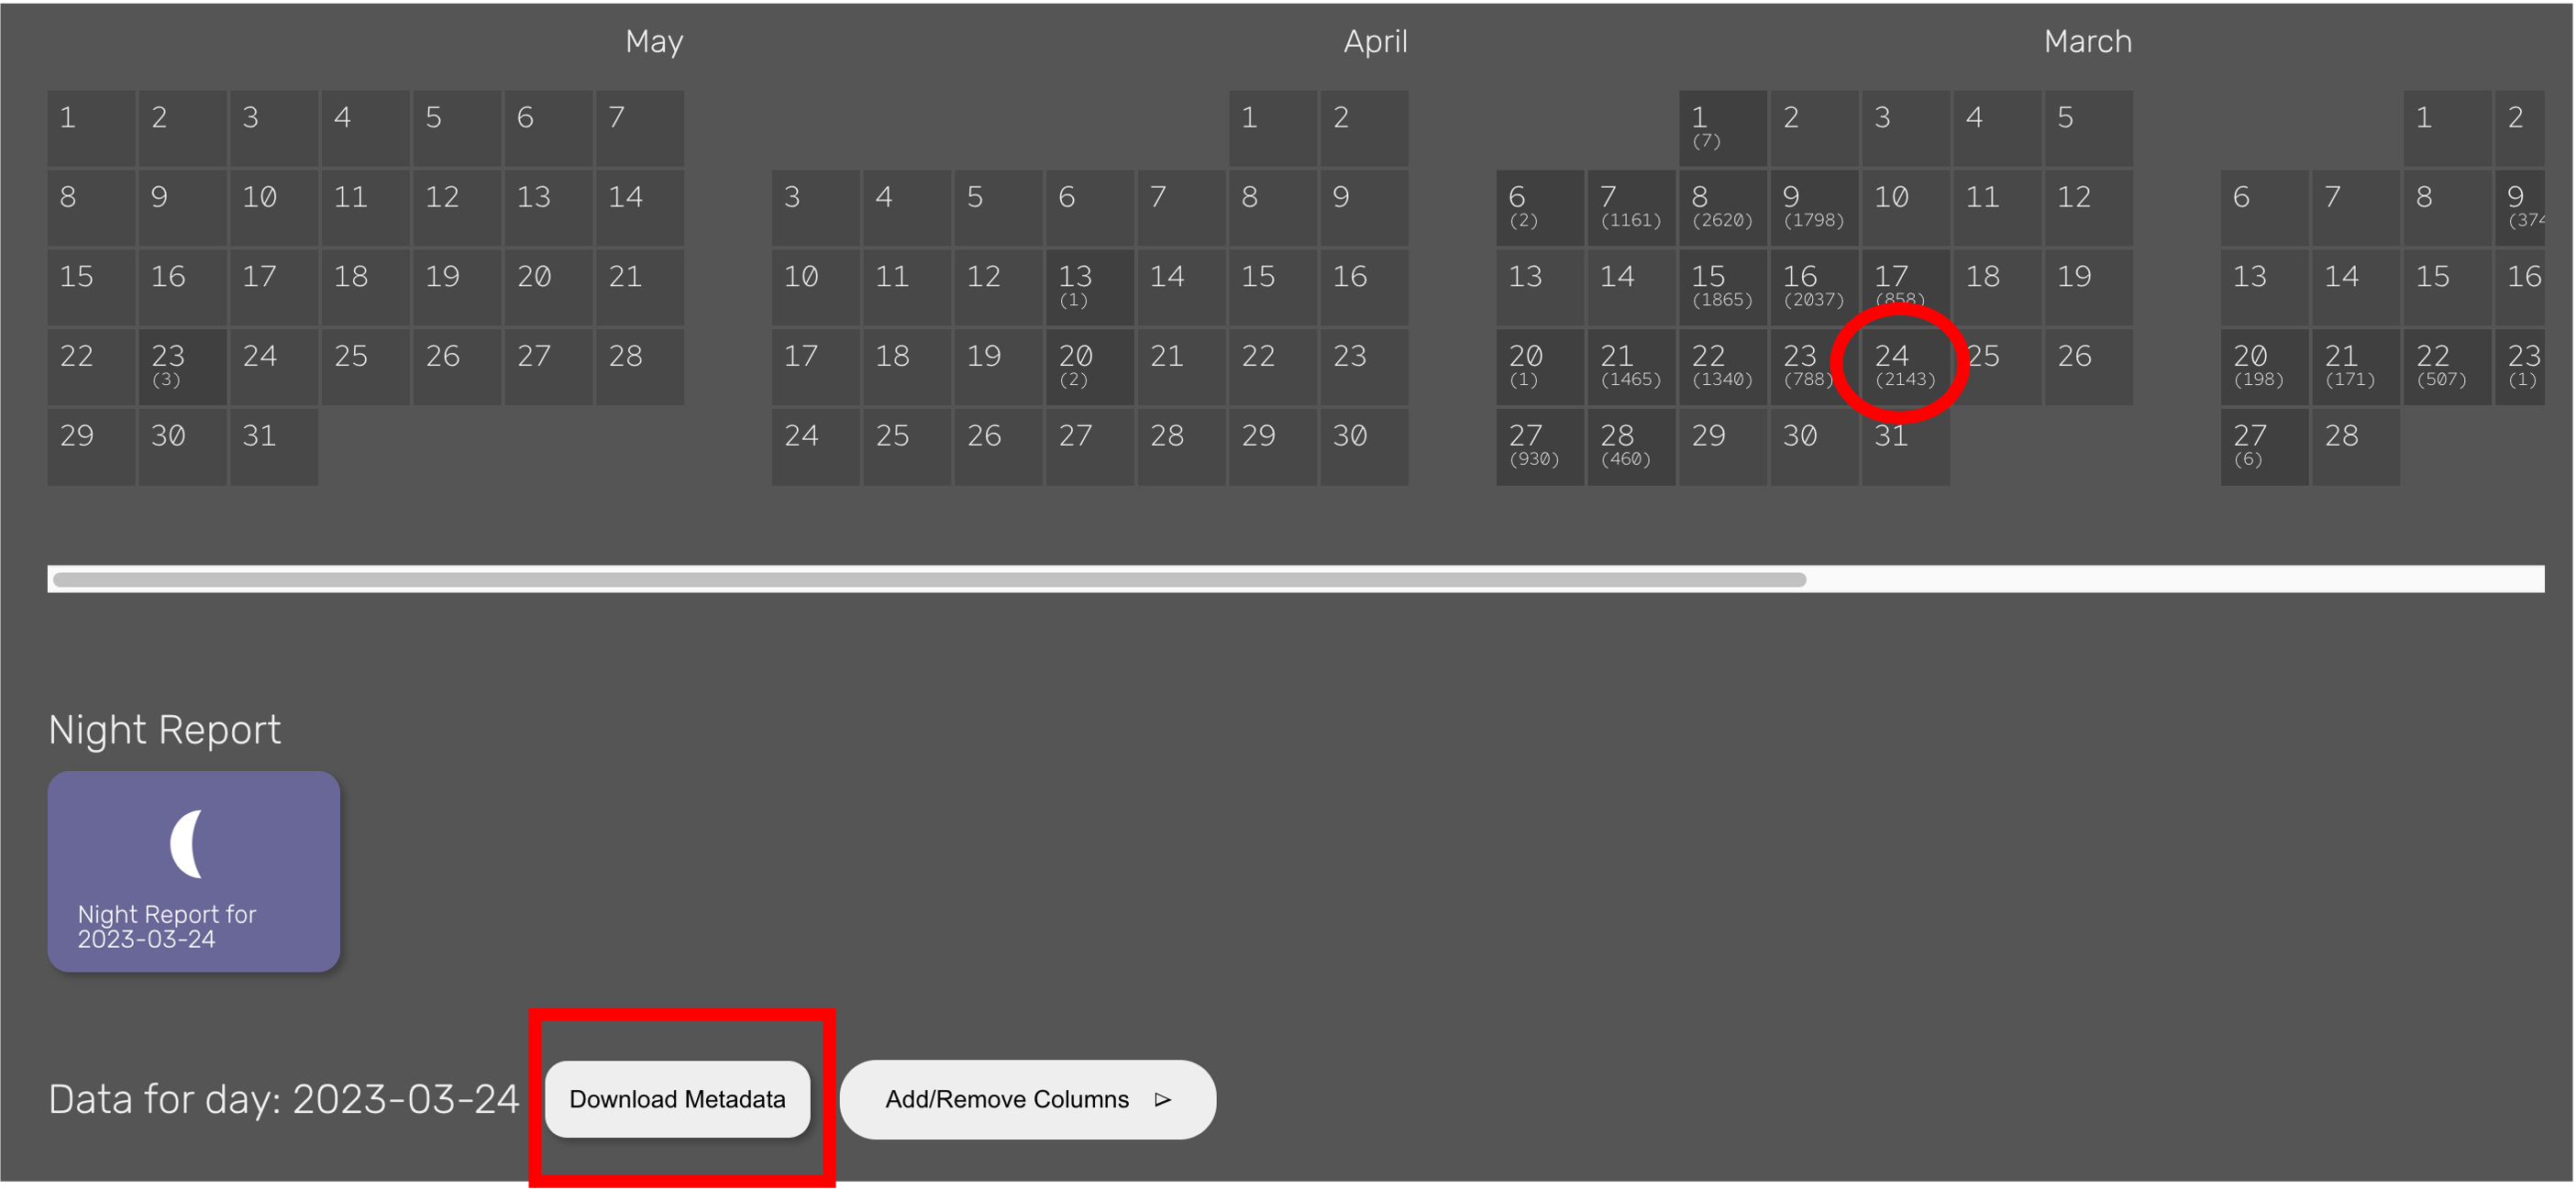 May
1 2 3 4 5 6 7
8 9 10 11 12 13 14
15 16 17 18 19 20 21
22 23 24 25 26 27 28
(3)
29 30 31
April
1 2
3 4 5 6 7 8 9
10 11 12 13 14 15 16
(1)
17 18 19 20 21 22 23
(2)
24 25 26 27 28 29 30
March
1 2 3 4 5
(7)
6 7 8 9 10 11 12
(2) (1161) (2620) (1798)
13 14 15 16 17 18 19
(1865) (2037) (858)
20 21 22 23 24 25 26
(1) (1465) (1340) (788) (2143)
27 28 29 30 31
(930) (460)
1 2
6 7 8 9
(374
13 14 15 16
20 21 22 23
(198) (171) (507) (1)
27 28
(6)
Night Report
Night Report for
2023-03-24
Data for day: 2023-03-24 Download Metadata Add/Remove Columns